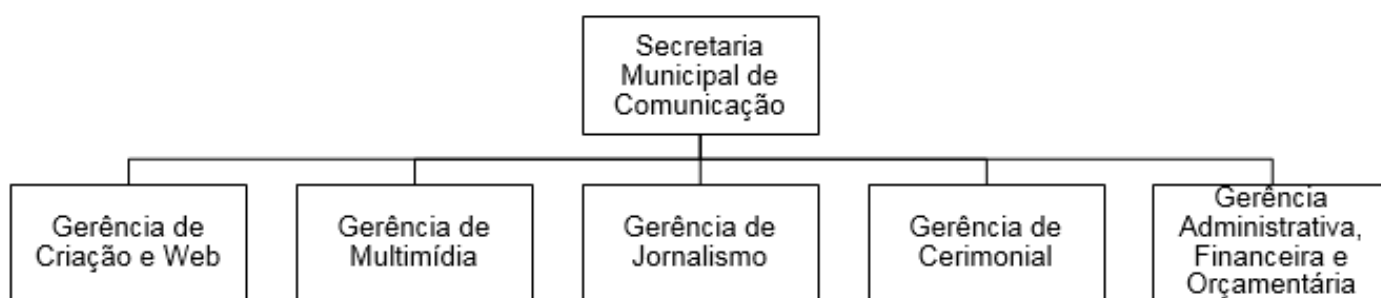 Secretaria
Municipal de
Comunicação
Gerência de
Criação e Web
Gerência de
Multimídia
Gerência de
Jornalismo
Gerência de
Cerimonial
Gerência
Administrativa,
Financeira e
Orçamentária